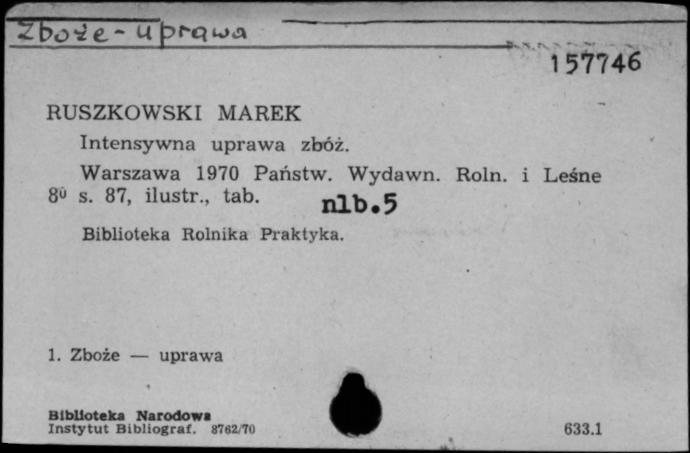 Zboże - uprawa
157746
RUSZKOWSKI MAREK
Intensywna uprawa zbóż.
Warszawa 1970 Państw. Wydawn. Roln. i Leśne
8⁰ s. 87, ilustr., tab. nlb.5
Biblioteka Rolnika Praktyka.
1. Zboże — uprawa
Biblioteka Narodowa
Instytut Bibliograf. 8762/70
633.1